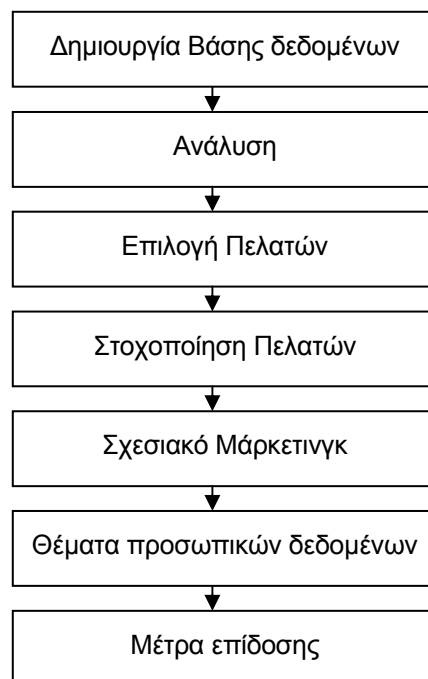 Δημιουργία Βάσης δεδομένων
Ανάλυση
Επιλογή Πελατών
Στοχοποίηση Πελατών
Σχεσιακό Μάρκετινγκ
Θέματα προσωπικών δεδομένων
Μέτρα επίδοσης